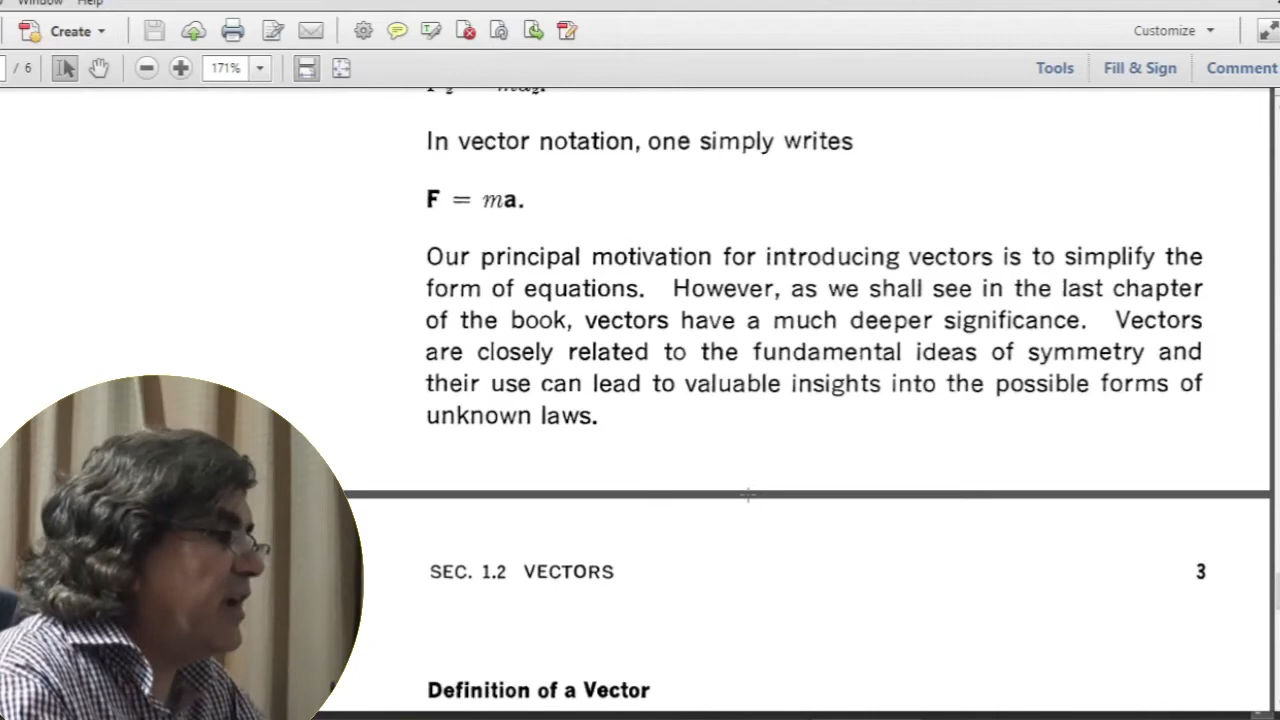 Window Help
Create
Customize
/ 6
171%
Tools
Fill & Sign
Comment
In vector notation, one simply writes
F = ma.
Our principal motivation for introducing vectors is to simplify the
form of equations. However, as we shall see in the last chapter
of the book, vectors have a much deeper significance. Vectors
are closely related to the fundamental ideas of symmetry and
their use can lead to valuable insights into the possible forms of
unknown laws.
SEC. 1.2 VECTORS 3
Definition of a Vector